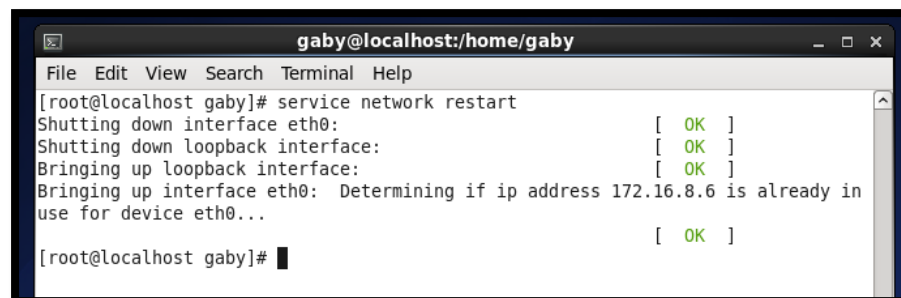 gaby@localhost:/home/gaby
File Edit View Search Terminal Help
[root@localhost gaby]# service network restart
Shutting down interface eth0: [ OK ]
Shutting down loopback interface: [ OK ]
Bringing up loopback interface: [ OK ]
Bringing up interface eth0: Determining if ip address 172.16.8.6 is already in
use for device eth0...
[ OK ]
[root@localhost gaby]#